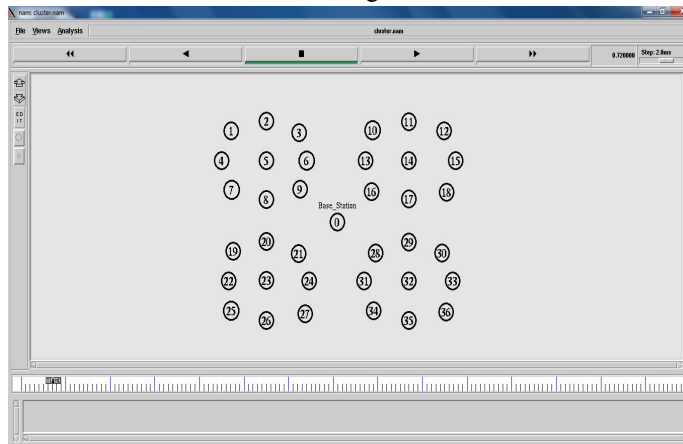 nam: cluster.nam
File Views Analysis cluster.nam
0.720000 Step: 2.8ms
ED
IT
2 11
1 3 10 12
4 5 6 13 14 15
7 8 9 16 17 18
Base_Station
0
19 20 21 28 29 30
22 23 24 31 32 33
25 26 27 34 35 36